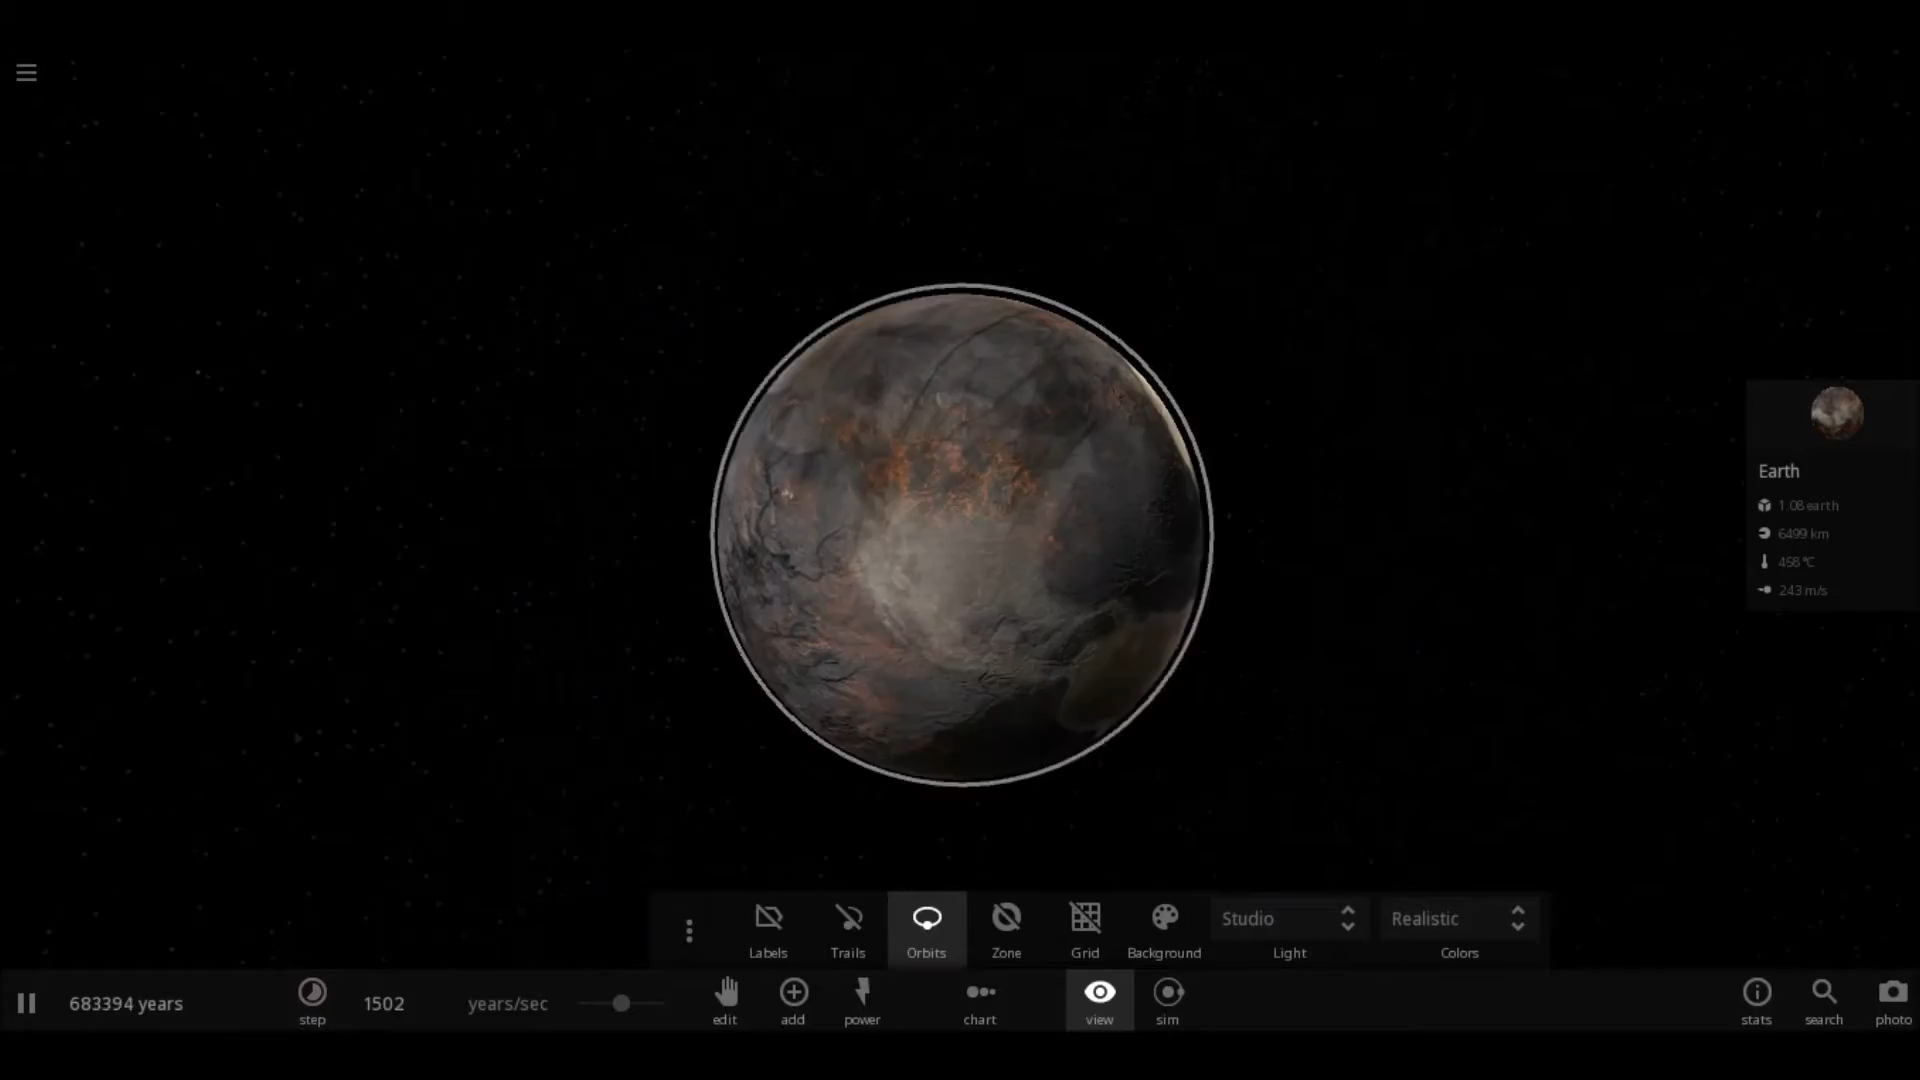 Earth
1.08 earth
6499 km
458 °C
243 m/s
Labels
Trails
Orbits
Zone
Grid
Background
Studio
Light
Realistic
Colors
683394 years
step
1502
years/sec
edit
add
power
chart
view
sim
stats
search
photo